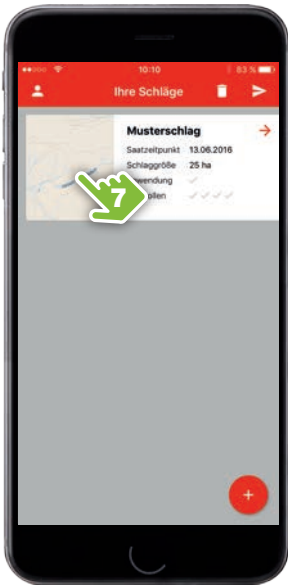 10:10 83 %
Ihre Schläge
Musterschlag
Saatzeitpunkt 13.06.2016
Schlaggröße 25 ha
7
+